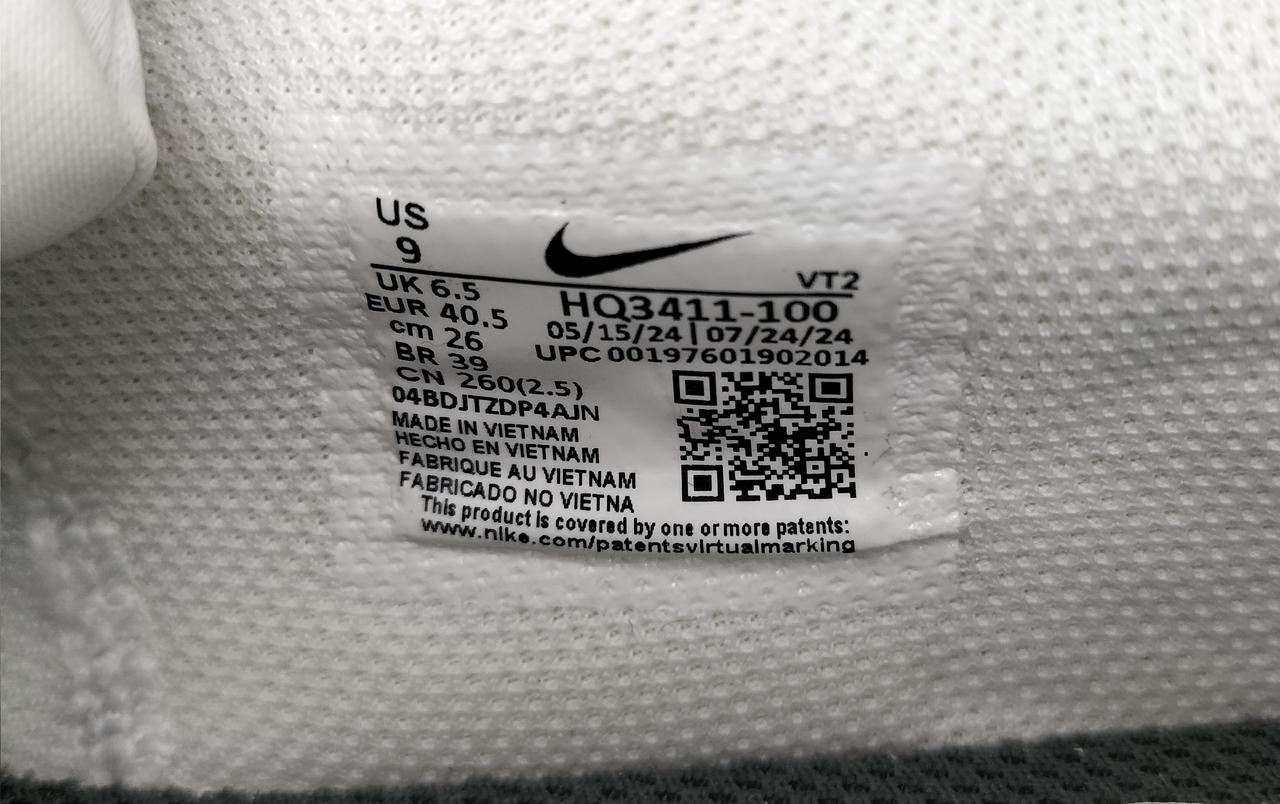 US
9
VT2
UK 6.5
EUR 40.5
cm 26
BR 39
CN 260(2.5)
HQ3411-100
05/15/24|07/24/24
UPC 00197601902014
04BDJTZDP4AJN
MADE IN VIETNAM
HECHO EN VIETNAM
FABRIQUE AU VIETNAM
FABRICADO NO VIETNA
This product is covered by one or more patents:
www.nike.com/patentsvirtualmarking